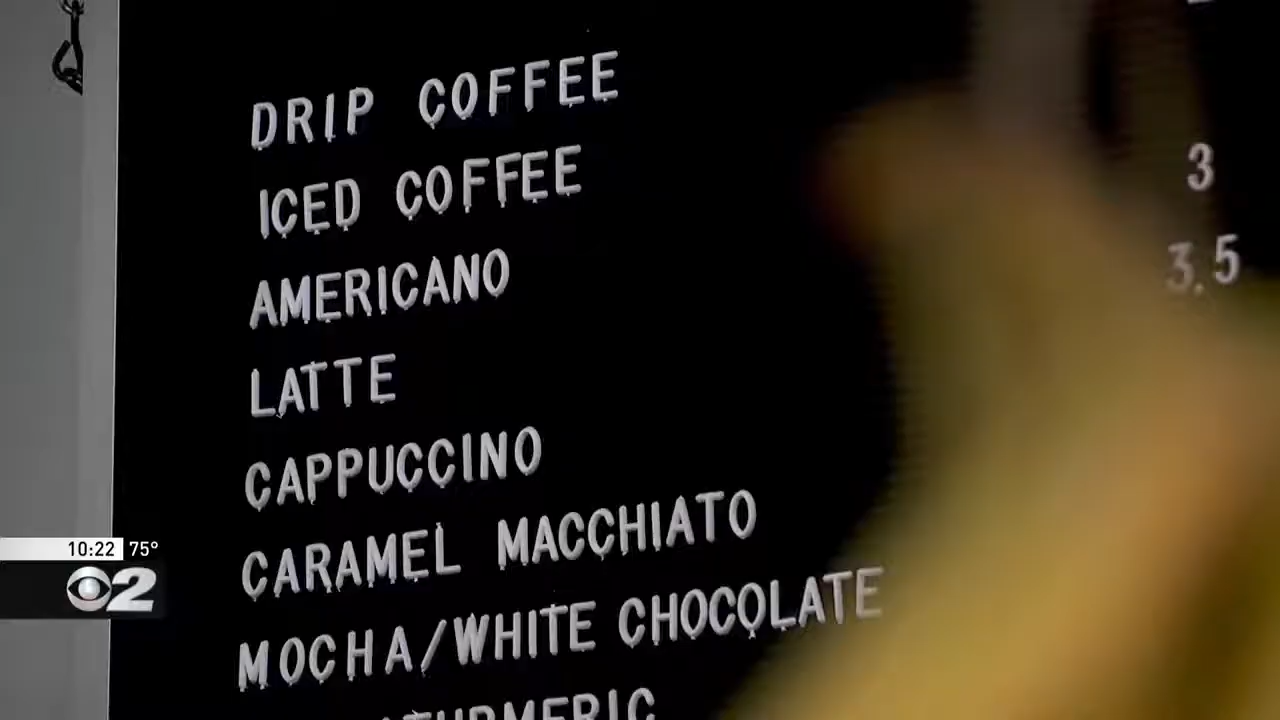 DRIP COFFEE
ICED COFFEE 3
AMERICANO 3.5
LATTE
CAPPUCCINO
CARAMEL MACCHIATO
MOCHA/WHITE CHOCOLATE
TURMERIC
10:22 75°
2